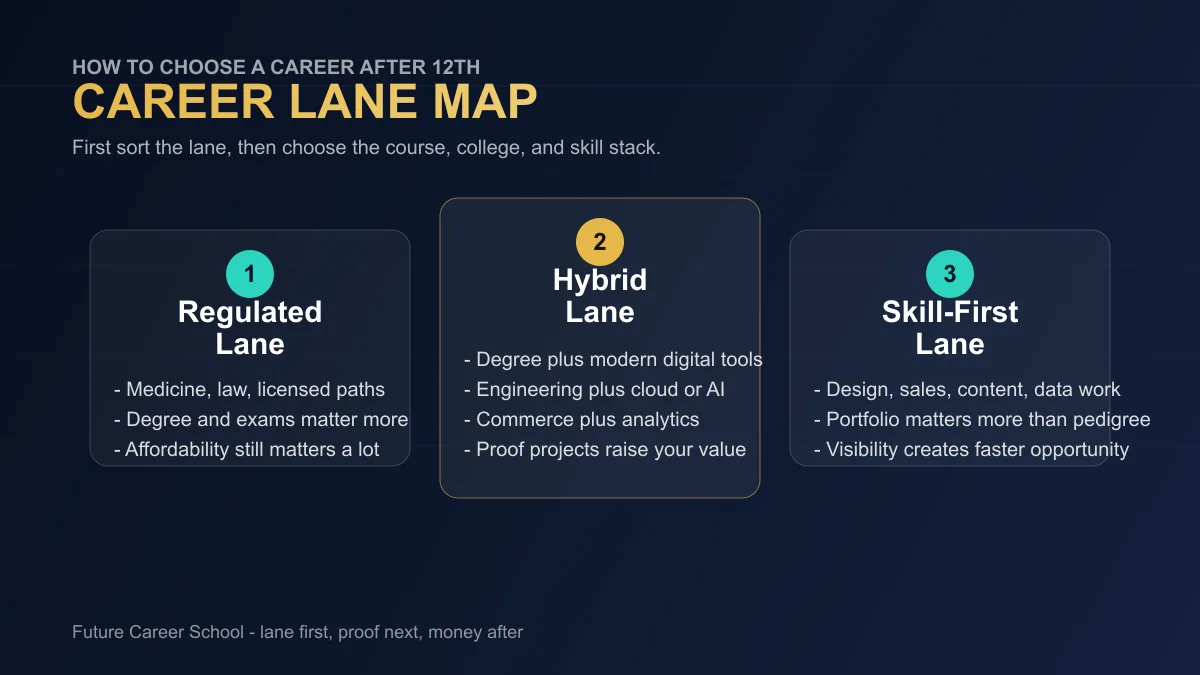 HOW TO CHOOSE A CAREER AFTER 12TH
CAREER LANE MAP
First sort the lane, then choose the course, college, and skill stack.
1
Regulated
Lane
- Medicine, law, licensed paths
- Degree and exams matter more
- Affordability still matters a lot
2
Hybrid
Lane
- Degree plus modern digital tools
- Engineering plus cloud or AI
- Commerce plus analytics
- Proof projects raise your value
3
Skill-First
Lane
- Design, sales, content, data work
- Portfolio matters more than pedigree
- Visibility creates faster opportunity
Future Career School - lane first, proof next, money after